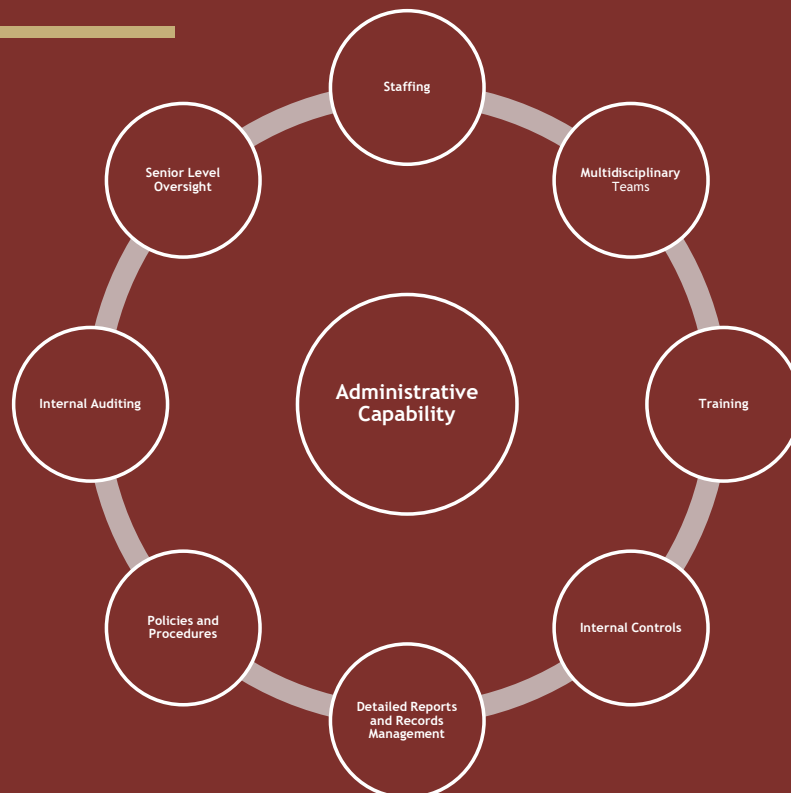 Staffing
Senior Level
Oversight
Multidisciplinary
Teams
Internal Auditing
Administrative
Capability
Training
Policies and
Procedures
Internal Controls
Detailed Reports
and Records
Management